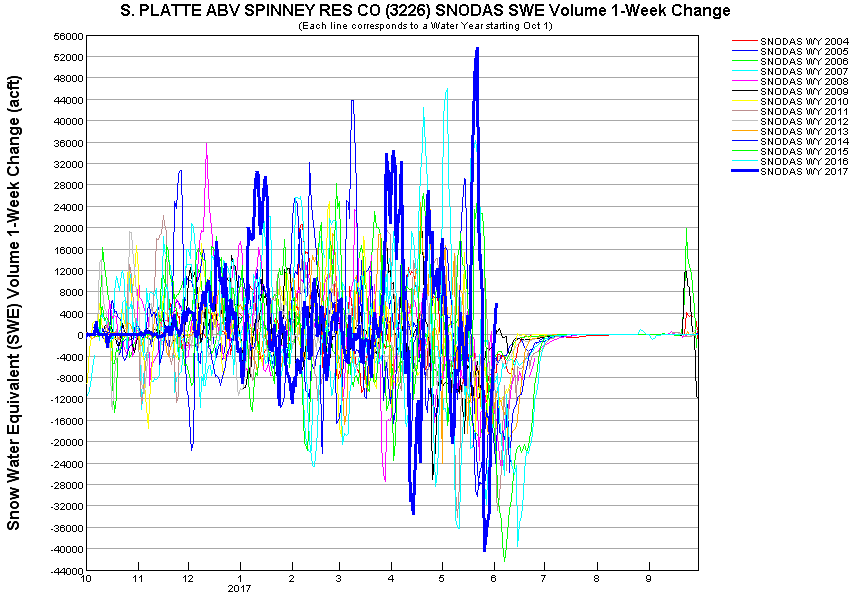 S. PLATTE ABV SPINNEY RES CO (3226) SNODAS SWE Volume 1-Week Change
(Each line corresponds to a Water Year starting Oct 1)
Snow Water Equivalent (SWE) Volume 1-Week Change (acft)
56000
52000
48000
44000
40000
36000
32000
28000
24000
20000
16000
12000
8000
4000
0
-4000
-8000
-12000
-16000
-20000
-24000
-28000
-32000
-36000
-40000
-44000
10 11 12 1 2 3 4 5 6 7 8 9
2017
SNODAS WY 2004
SNODAS WY 2005
SNODAS WY 2006
SNODAS WY 2007
SNODAS WY 2008
SNODAS WY 2009
SNODAS WY 2010
SNODAS WY 2011
SNODAS WY 2012
SNODAS WY 2013
SNODAS WY 2014
SNODAS WY 2015
SNODAS WY 2016
SNODAS WY 2017